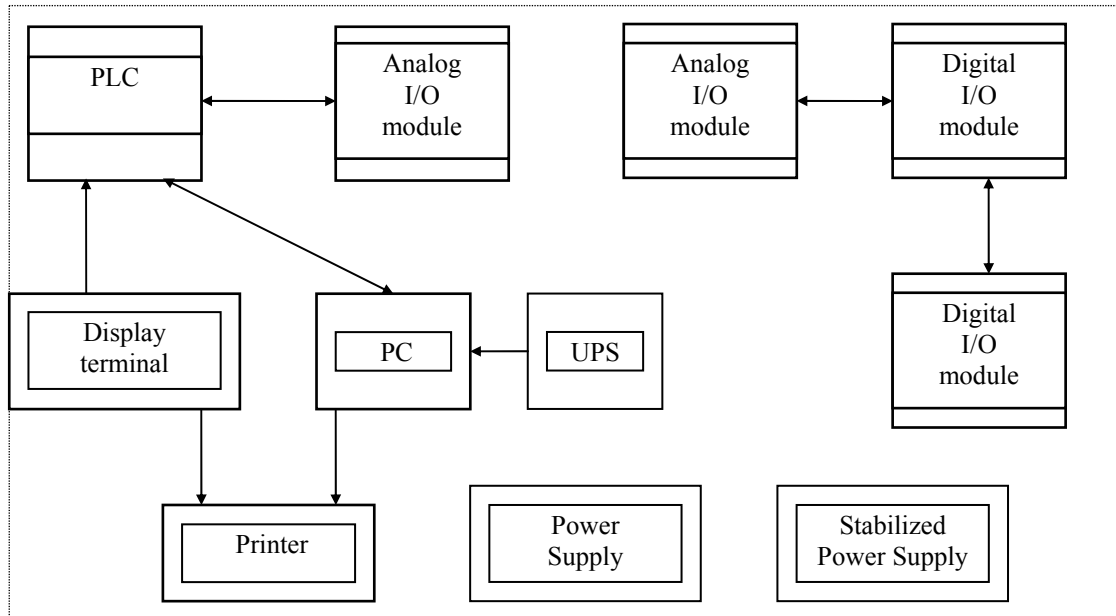 PLC
Analog
I/O
module
Analog
I/O
module
Digital
I/O
module
Digital
I/O
module
Display
terminal
PC
UPS
Printer
Power
Supply
Stabilized
Power Supply